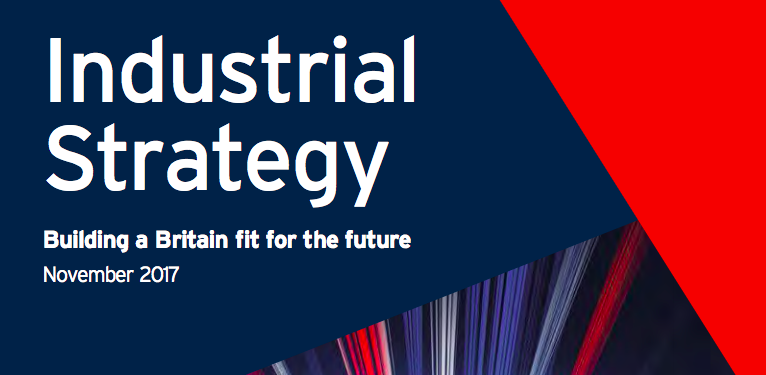 Industrial
Strategy
Building a Britain fit for the future
November 2017